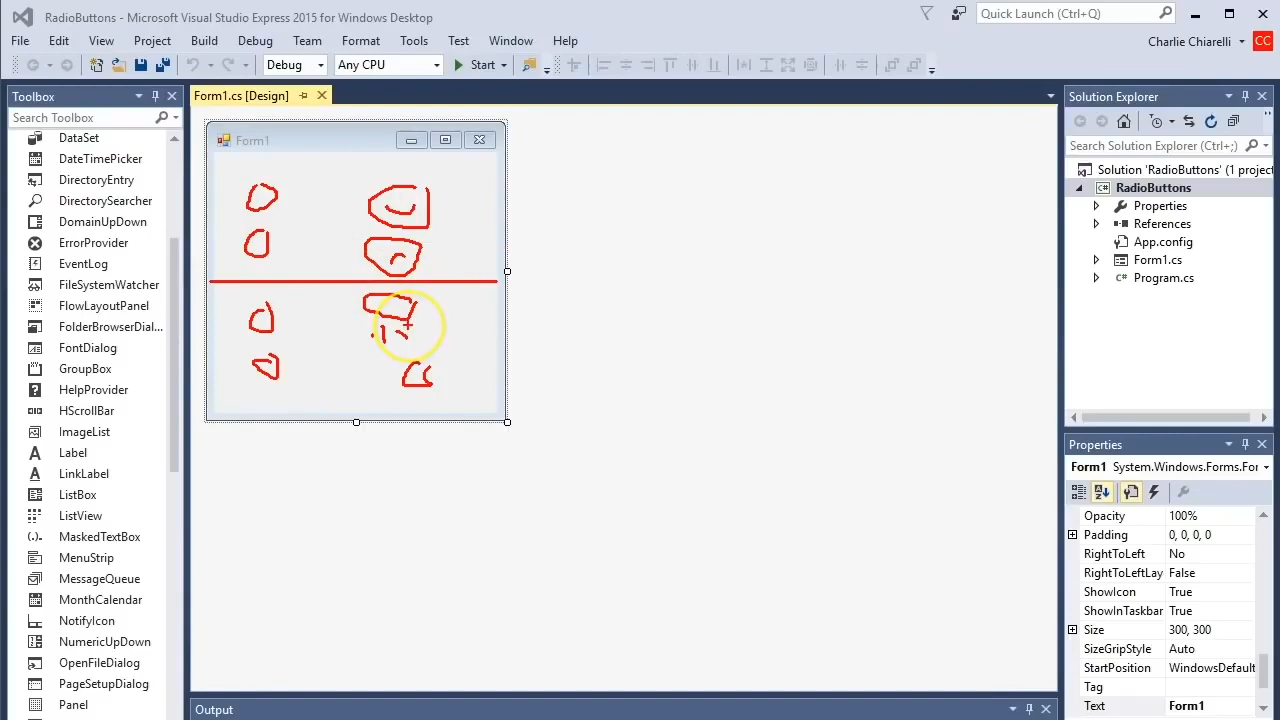 RadioButtons - Microsoft Visual Studio Express 2015 for Windows Desktop
Quick Launch (Ctrl+Q)
File Edit View Project Build Debug Team Format Tools Test Window Help
Charlie Chiarelli CC
Debug Any CPU Start
Toolbox
Search Toolbox
DataSet
DateTimePicker
DirectoryEntry
DirectorySearcher
DomainUpDown
ErrorProvider
EventLog
FileSystemWatcher
FlowLayoutPanel
FolderBrowserDial...
FontDialog
GroupBox
HelpProvider
HScrollBar
ImageList
Label
LinkLabel
ListBox
ListView
MaskedTextBox
MenuStrip
MessageQueue
MonthCalendar
NotifyIcon
NumericUpDown
OpenFileDialog
PageSetupDialog
Panel
Form1.cs [Design]
Form1
Output
Solution Explorer
Search Solution Explorer (Ctrl+;)
Solution 'RadioButtons' (1 project
C# RadioButtons
Properties
References
App.config
Form1.cs
C# Program.cs
Properties
Form1 System.Windows.Forms.For
Opacity 100%
Padding 0, 0, 0, 0
RightToLeft No
RightToLeftLay False
ShowIcon True
ShowInTaskbar True
Size 300, 300
SizeGripStyle Auto
StartPosition WindowsDefault
Tag
Text Form1